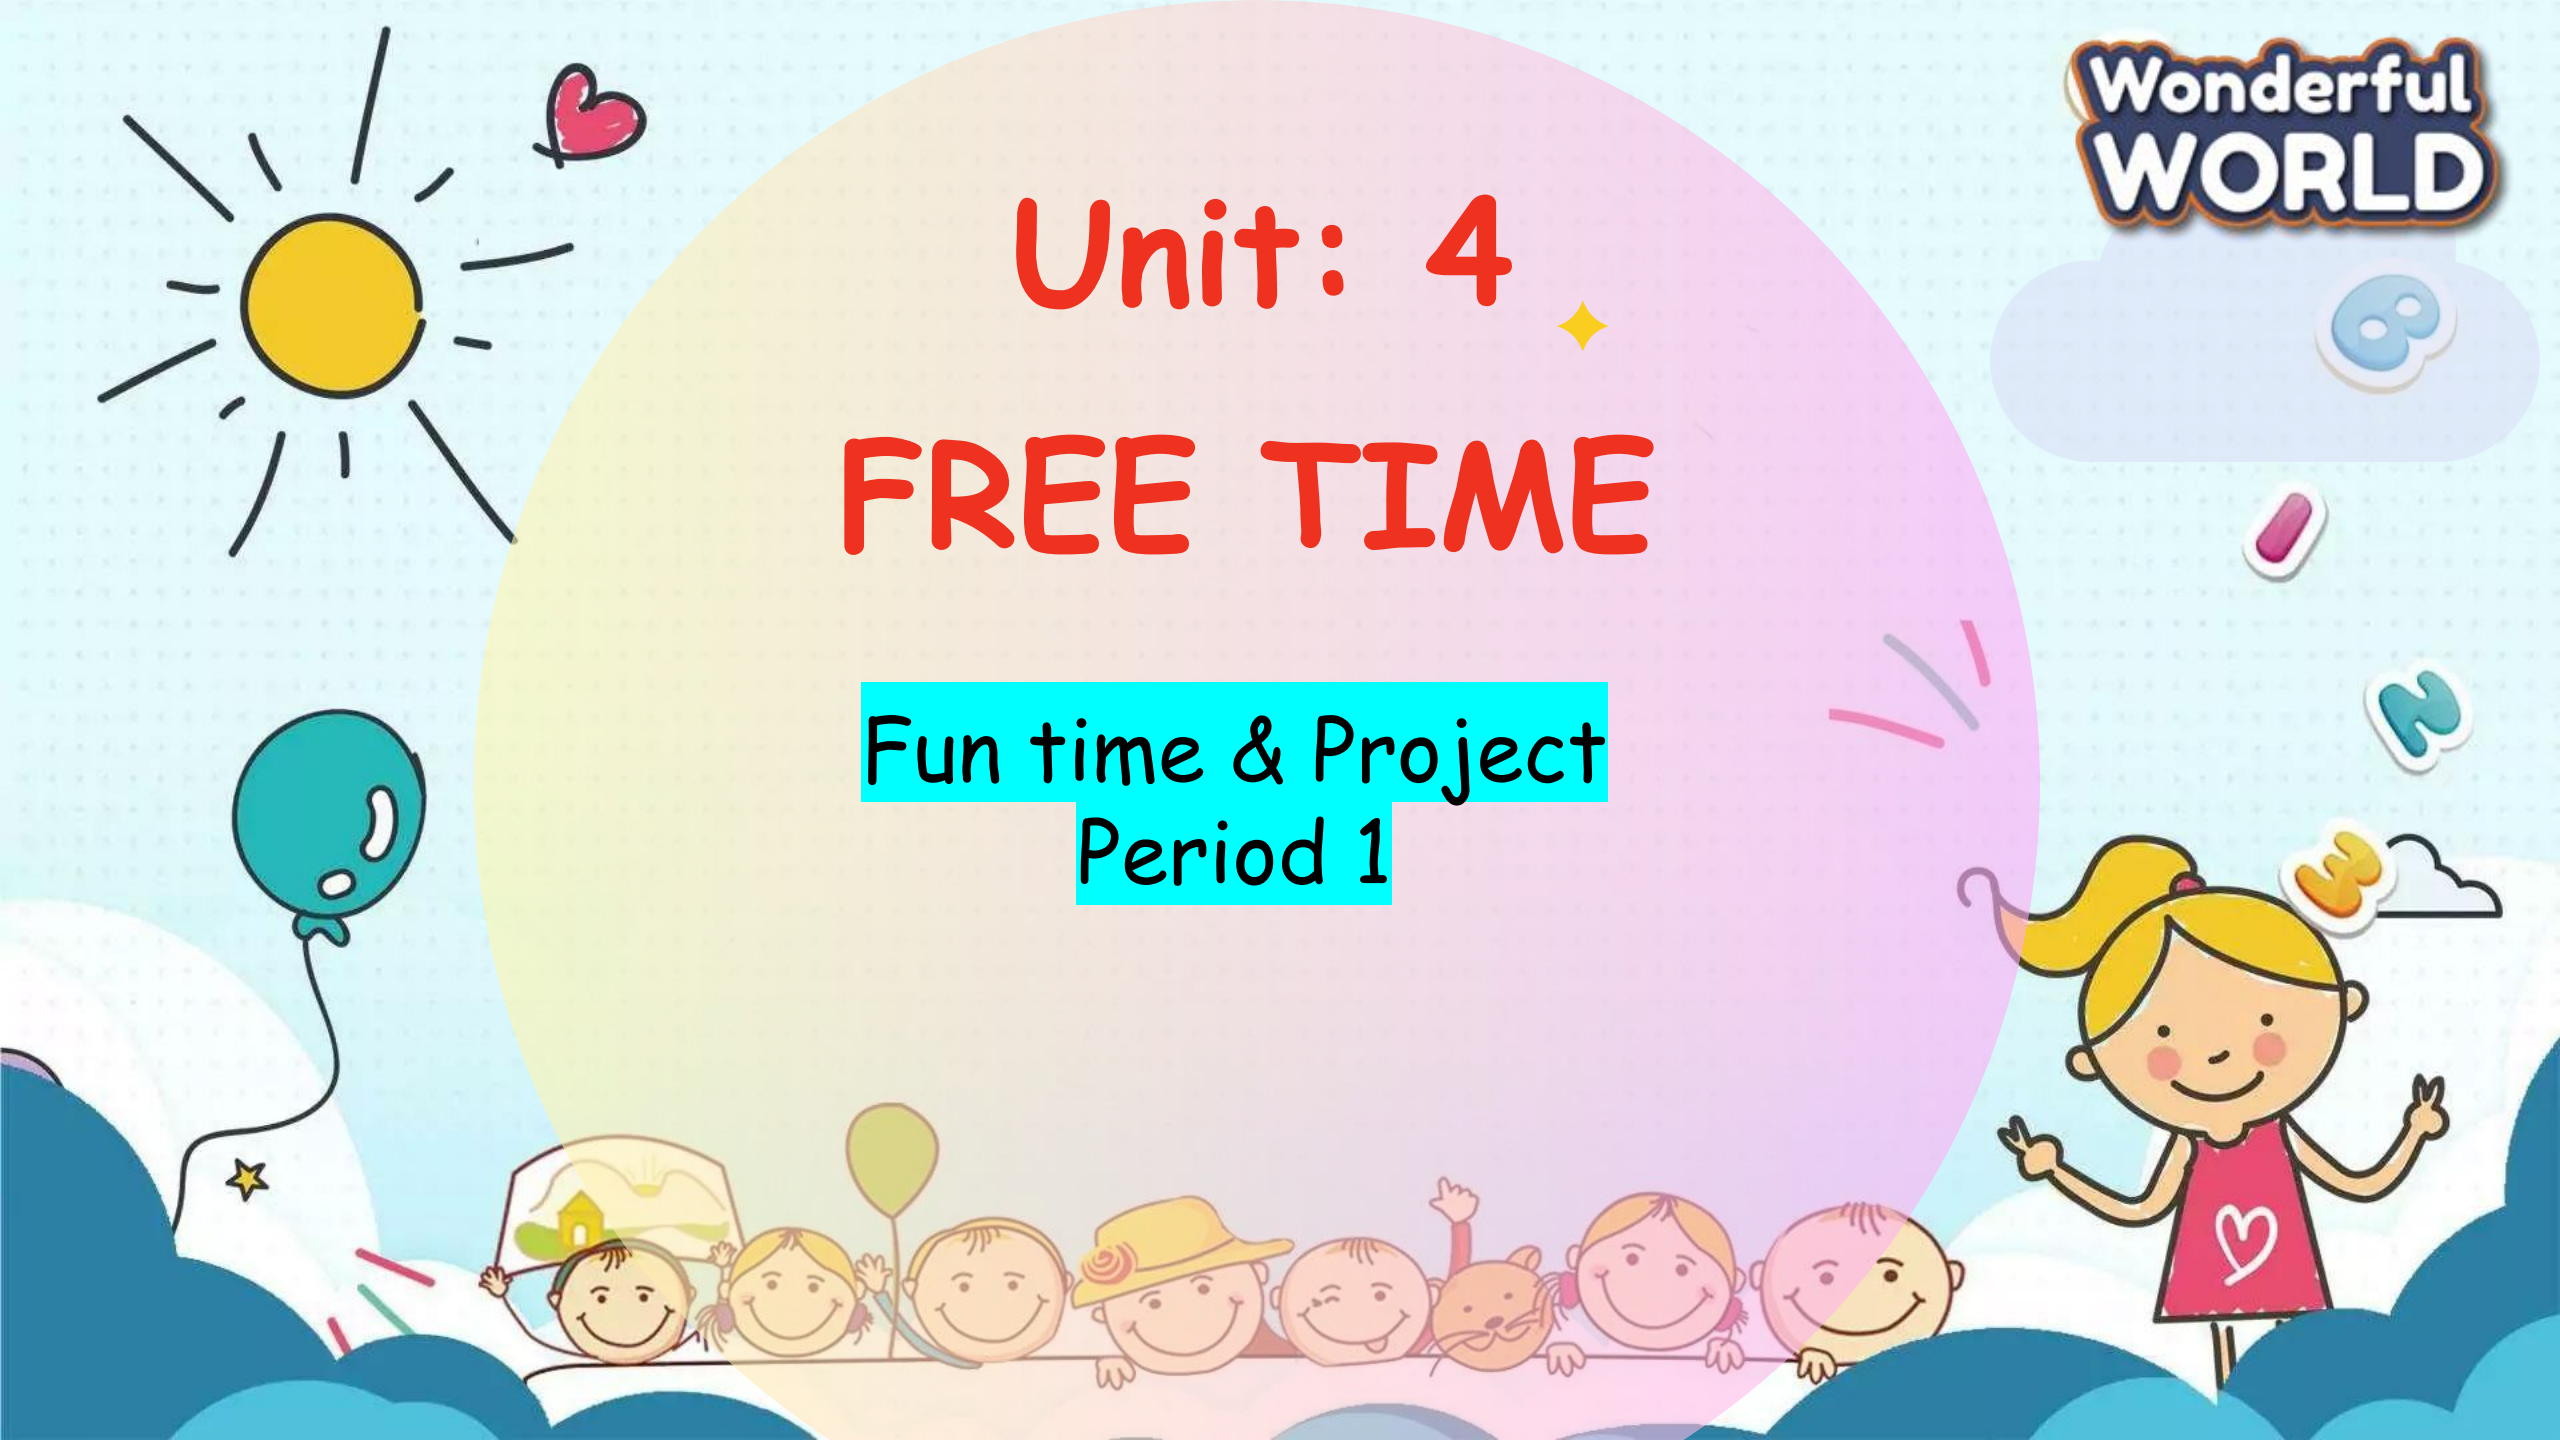 Wonderful
WORLD
Unit: 4
FREE TIME
Fun time & Project
Period 1
B
I
N
W